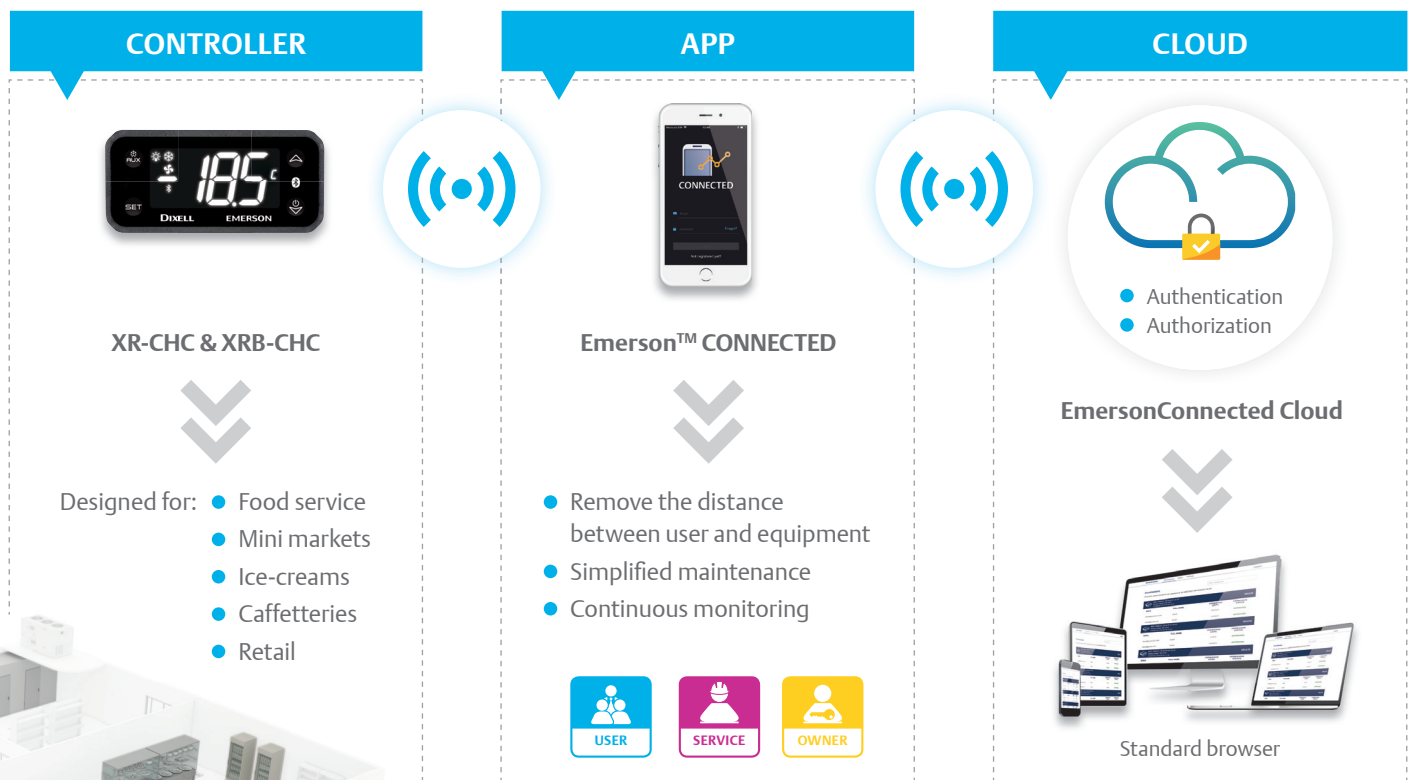 CONTROLLER
AUX
18.5
C
SET
DIXELL
EMERSON
XR-CHC & XRB-CHC
Designed for:
Food service
Mini markets
Ice-creams
Caffetteries
Retail
APP
CONNECTED
Emerson™ CONNECTED
Remove the distance
between user and equipment
Simplified maintenance
Continuous monitoring
USER
SERVICE
OWNER
CLOUD
Authentication
Authorization
EmersonConnected Cloud
Standard browser